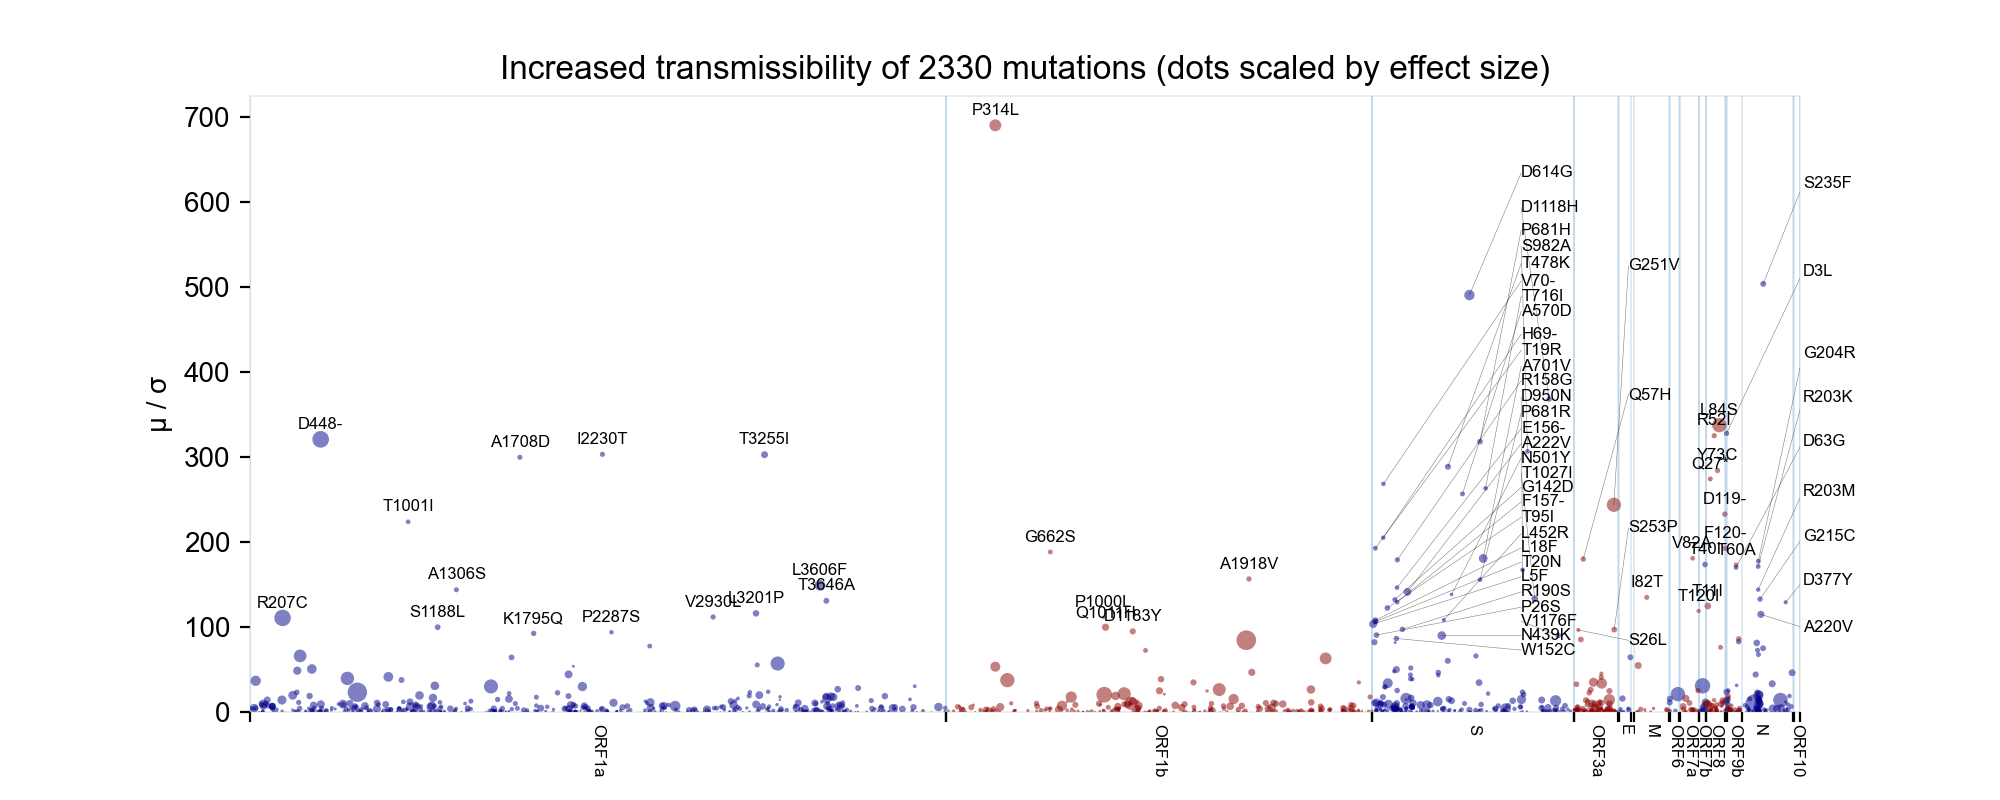 Increased transmissibility of 2330 mutations (dots scaled by effect size)
700
600
500
400
300
200
100
0
μ / σ
P314L
D448-
A1708D
I2230T
T3255I
T1001I
A1306S
L3606F
T3646A
R207C
S1188L
K1795Q
P2287S
V2930L
L3201P
G662S
A1918V
P1000L
Q1011H
D1183Y
D614G
D1118H
P681H
S982A
T478K
V70-
T716I
A570D
H69-
T19R
A701V
R158G
D950N
P681R
E156-
A222V
N501Y
T1027I
G142D
F157-
T95I
L452R
L18F
T20N
L5F
R190S
P26S
V1176F
N439K
W152C
G251V
Q57H
S253P
I82T
S26L
L84S
R52I
Y73C
Q27*
D119-
F120-
V82A
T40I
T60A
T11I
T120I
S235F
D3L
G204R
R203K
D63G
R203M
G215C
D377Y
A220V
ORF1a
ORF1b
S
ORF3a
E
M
ORF6
ORF7a
ORF7b
ORF8
ORF9b
N
ORF10